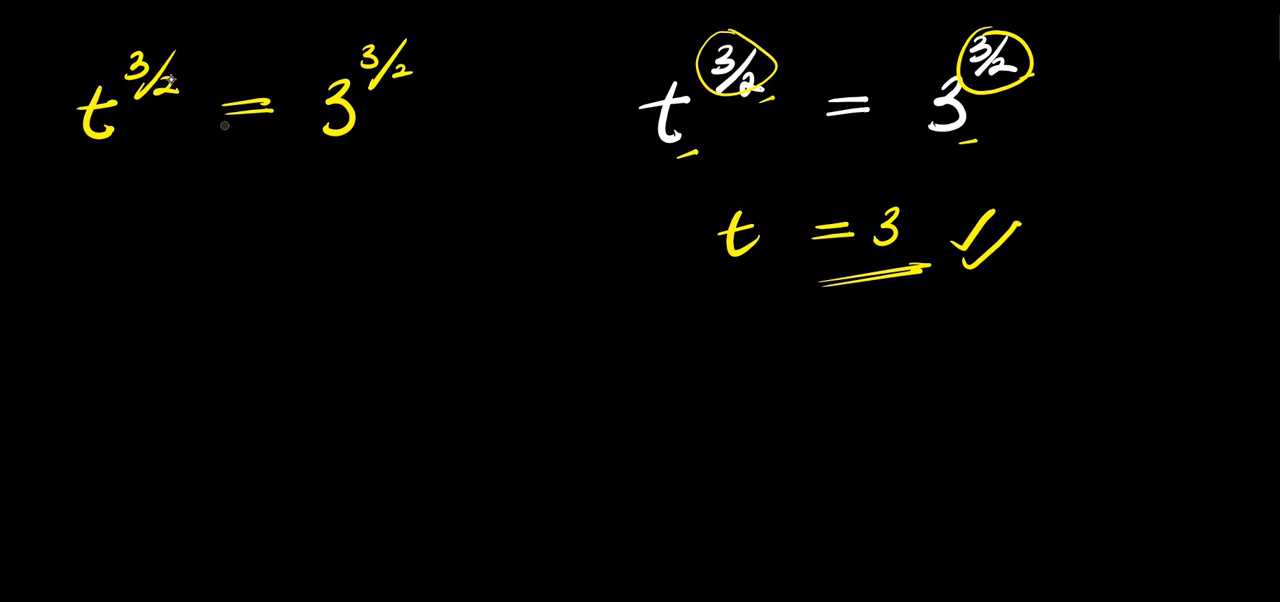 t^{3/2} = 3^{3/2}
t^{3/2} = 3^{3/2}
t = 3 ✓✓